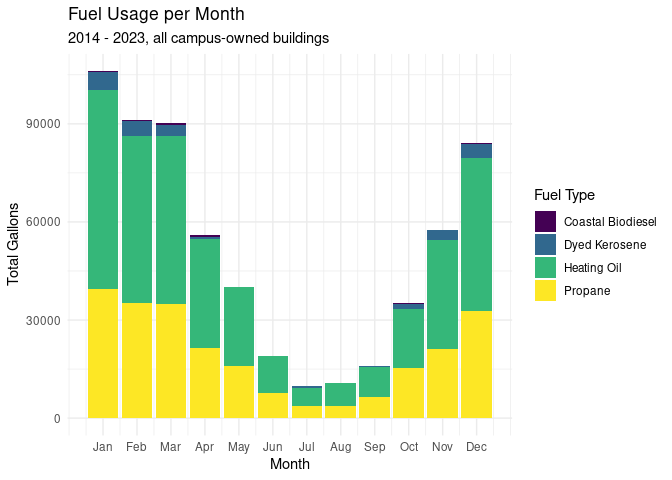 Fuel Usage per Month
2014 - 2023, all campus-owned buildings
Total Gallons
90000
60000
30000
0
Jan Feb Mar Apr May Jun Jul Aug Sep Oct Nov Dec
Month
Fuel Type
Coastal Biodiesel
Dyed Kerosene
Heating Oil
Propane